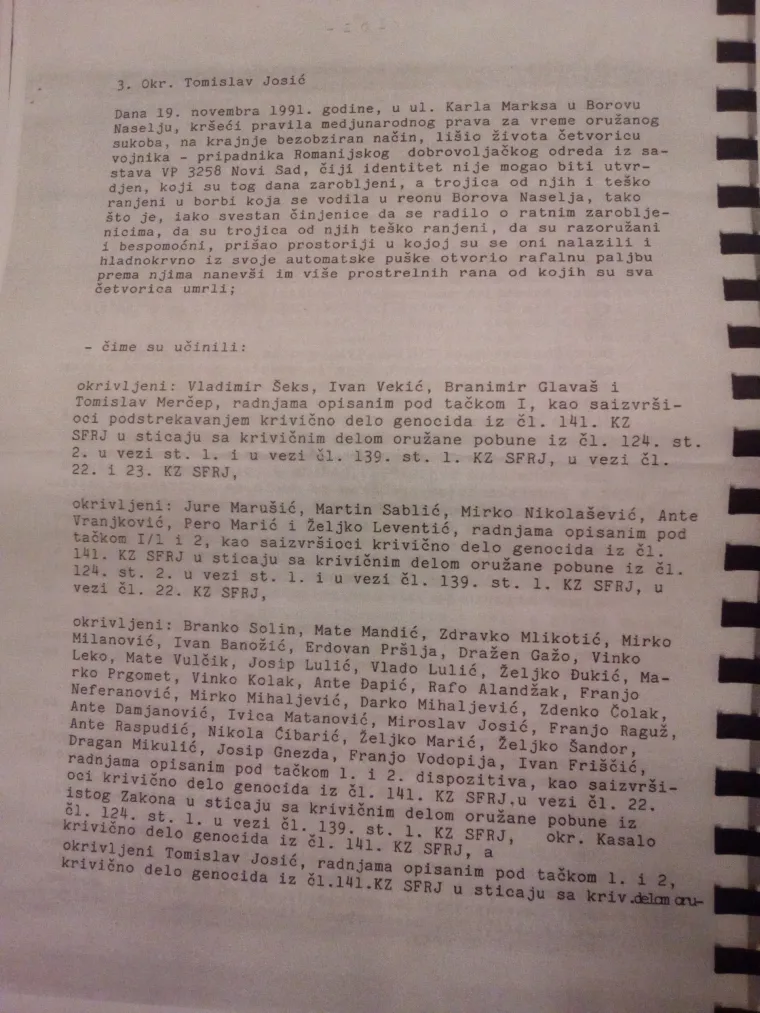 3. Okr. Tomislav Josić
Dana 19. novembra 1991. godine, u ul. Karla Marksa u Borovu
Naselju, kršeći pravila medjunarodnog prava za vreme oružanog
sukoba, na krajnje bezobziran način, lišio života četvoricu
vojnika - pripadnika Romanijskog dobrovoljačkog odreda iz sa-
stava VP 3258 Novi Sad, čiji identitet nije mogao biti utvr-
djen, koji su tog dana zarobljeni, a trojica od njih i teško
ranjeni u borbi koja se vodila u reonu Borova Naselja, tako
što je, iako svestan činjenice da se radilo o ratnim zaroblje-
nicima, da su trojica od njih teško ranjeni, da su razoružani
i bespomoćni, prišao prostoriji u kojoj su se oni nalazili i
hladnokrvno iz svoje automatske puške otvorio rafalnu paljbu
prema njima nanevši im više prostrelnih rana od kojih su sva
četvorica umrli;
- čime su učinili:
okrivljeni: Vladimir Šeks, Ivan Vekić, Branimir Glavaš i
Tomislav Merčep, radnjama opisanim pod tačkom I, kao saizvrši-
oci podstrekavanjem krivično delo genocida iz čl. 141. KZ
SFRJ u sticaju sa krivičnim delom oružane pobune iz čl. 124. st.
2. u vezi st. 1. i u vezi čl. 139. st. 1. KZ SFRJ, u vezi čl.
22. i 23. KZ SFRJ,
okrivljeni: Jure Marušić, Martin Sablić, Mirko Nikolašević, Ante
Vranjković, Pero Marić i Željko Leventić, radnjama opisanim pod
tačkom I/1 i 2, kao saizvršioci krivično delo genocida iz čl.
141. KZ SFRJ u sticaju sa krivičnim delom oružane pobune iz čl.
124. st. 2. u vezi st. 1. i u vezi čl. 139. st. 1. KZ SFRJ, u
vezi čl. 22. KZ SFRJ,
okrivljeni: Branko Solin, Mate Mandić, Zdravko Mlikotić, Mirko
Milanović, Ivan Banožić, Erdovan Pršlja, Dražen Gažo, Vinko
Leko, Mate Vulčik, Josip Lulić, Vlado Lulić, Željko Đukić, Ma-
rko Prgomet, Vinko Kolak, Ante Đapić, Rafo Alandžak, Franjo
Neferanović, Mirko Mihaljević, Darko Mihaljević, Zdenko Čolak,
Ante Damjanović, Ivica Matanović, Miroslav Josić, Franjo Raguž,
Ante Raspudić, Nikola Ćibarić, Željko Marić, Željko Šandor,
Dragan Mikulić, Josip Gnezda, Franjo Vodopija, Ivan Friščić,
radnjama opisanim pod tačkom 1. i 2. dispozitiva, kao saizvrši-
oci krivično delo genocida iz čl. 141. KZ SFRJ,u vezi čl. 22.
istog Zakona u sticaju sa krivičnim delom oružane pobune iz
čl. 124. st. 1. u vezi čl. 139. st. 1. KZ SFRJ, okr. Kasalo
krivično delo genocida iz čl. 141. KZ SFRJ, a
okrivljeni Tomislav Josić, radnjama opisanim pod tačkom 1. i 2,
krivično delo genocida iz čl.141.KZ SFRJ u sticaju sa kriv.delom oru-